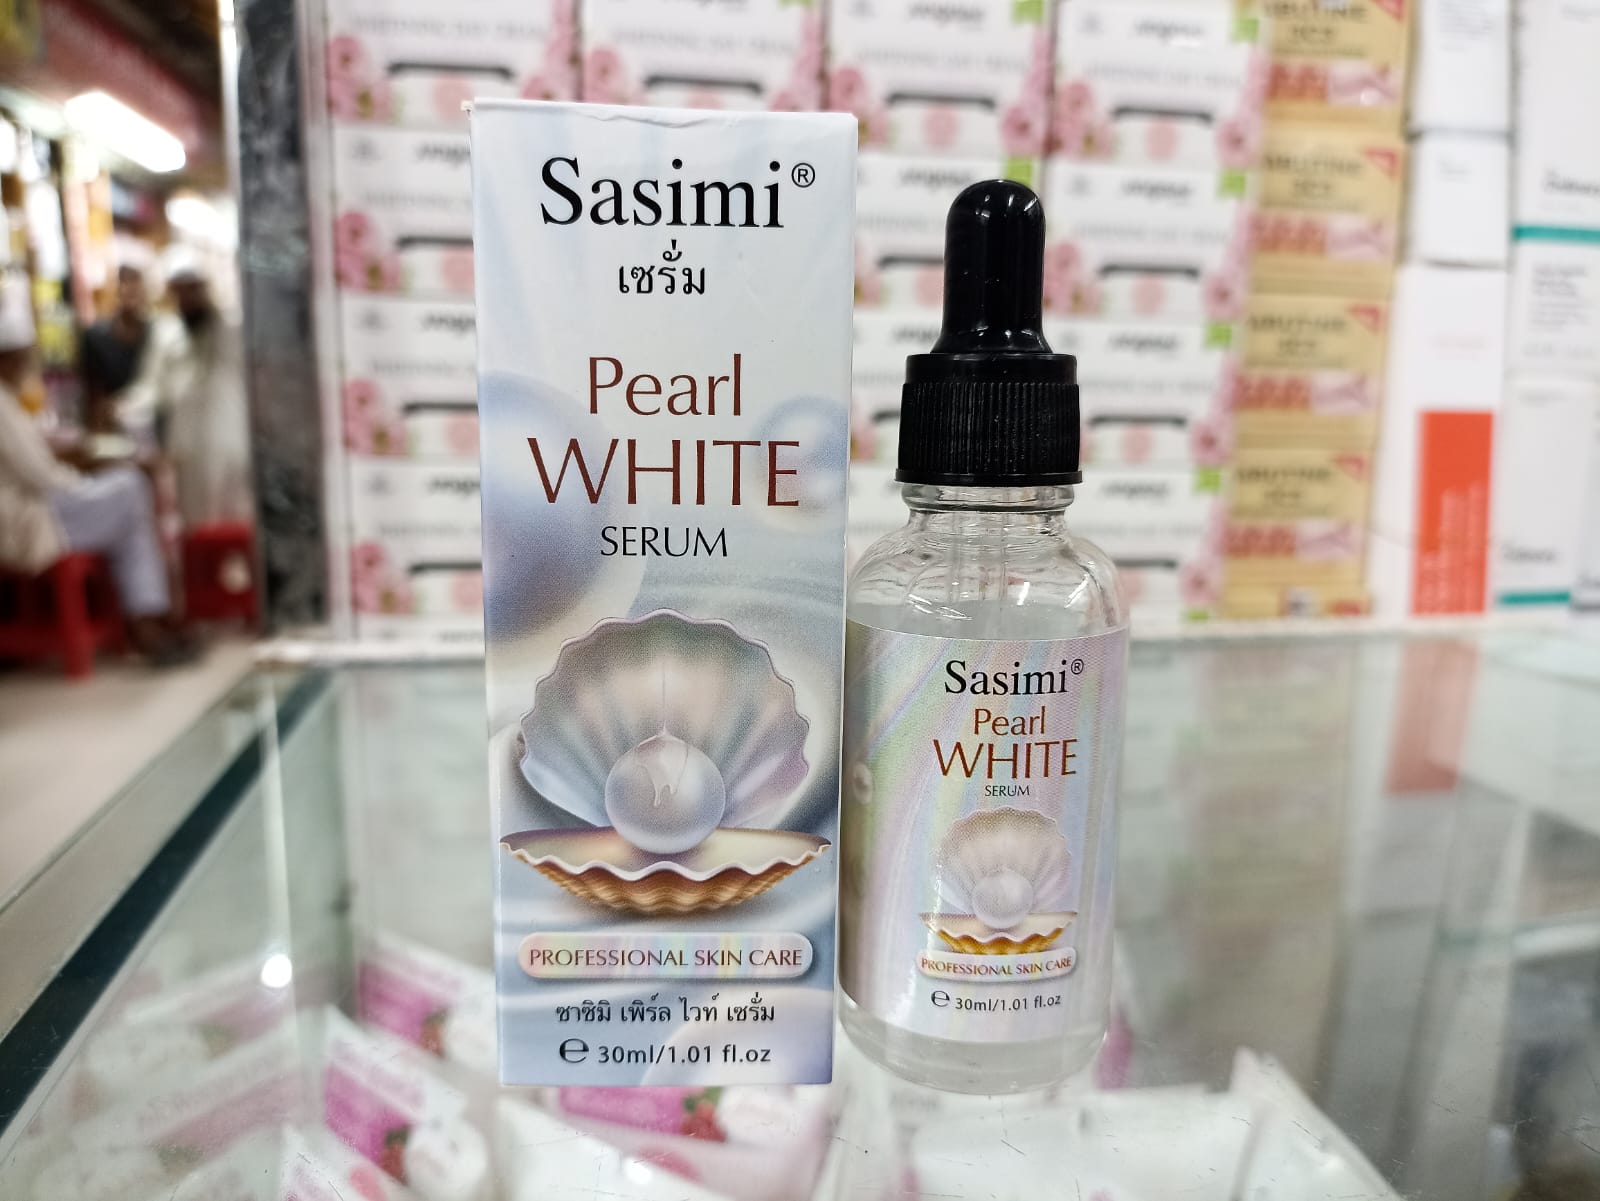 Sasimi®
เซรั่ม
Pearl
WHITE
SERUM
PROFESSIONAL SKIN CARE
ซาซิมิ เพิร์ล ไวท์ เซรั่ม
℮ 30ml/1.01 fl.oz
Sasimi®
Pearl
WHITE
SERUM
PROFESSIONAL SKIN CARE
℮ 30ml/1.01 fl.oz